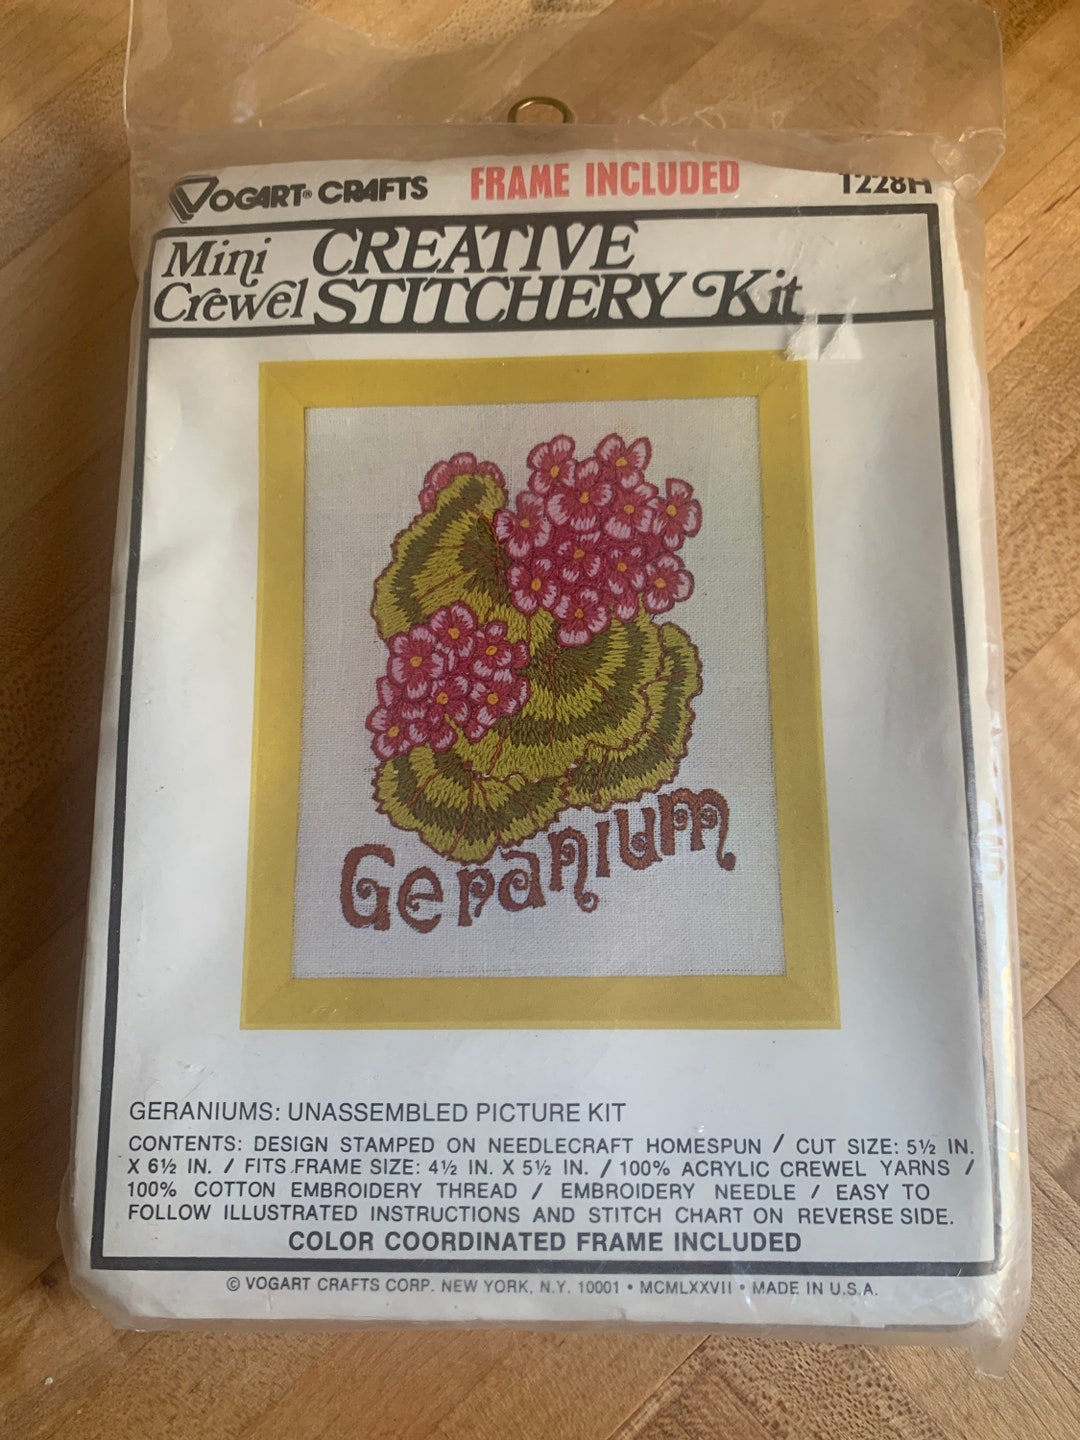 VOGART® CRAFTS FRAME INCLUDED 1228H
Mini Crewel CREATIVE STITCHERY Kit
Geranium
GERANIUMS: UNASSEMBLED PICTURE KIT
CONTENTS: DESIGN STAMPED ON NEEDLECRAFT HOMESPUN / CUT SIZE: 5½ IN.
X 6½ IN. / FITS FRAME SIZE: 4½ IN. X 5½ IN. / 100% ACRYLIC CREWEL YARNS /
100% COTTON EMBROIDERY THREAD / EMBROIDERY NEEDLE / EASY TO
FOLLOW ILLUSTRATED INSTRUCTIONS AND STITCH CHART ON REVERSE SIDE.
COLOR COORDINATED FRAME INCLUDED
© VOGART CRAFTS CORP. NEW YORK, N.Y. 10001 • MCMLXXVII • MADE IN U.S.A.